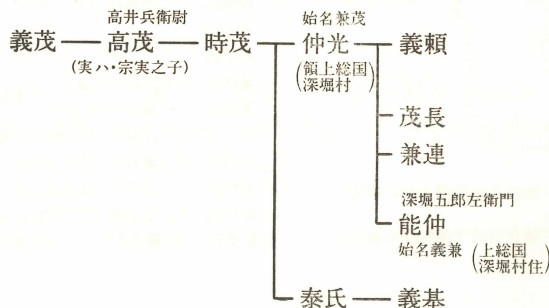 高井兵衛尉
始名兼茂
義茂 高茂 時茂 仲光 義頼
(実ハ・宗実之子)
(領上総国
深堀村)
茂長
兼連
深堀五郎左衛門
能仲
始名義兼 (上総国
深堀村住)
泰氏 義基